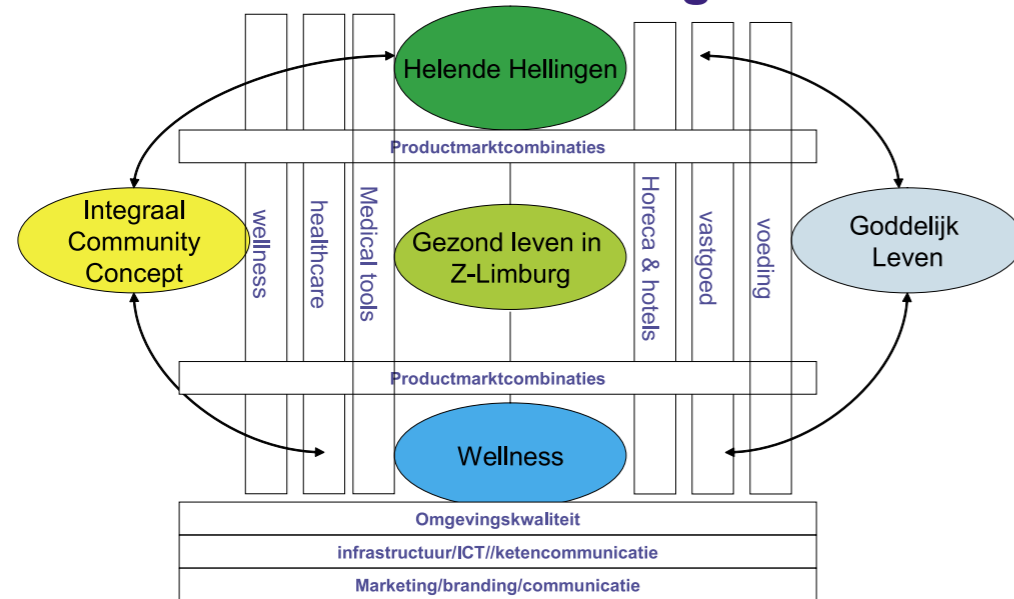 g
Helende Hellingen
Productmarktcombinaties
wellness
healthcare
Medical tools
Horeca & hotels
vastgoed
voeding
Integraal
Community
Concept
Gezond leven in
Z-Limburg
Goddelijk
Leven
Productmarktcombinaties
Wellness
Omgevingskwaliteit
infrastructuur/ICT//ketencommunicatie
Marketing/branding/communicatie